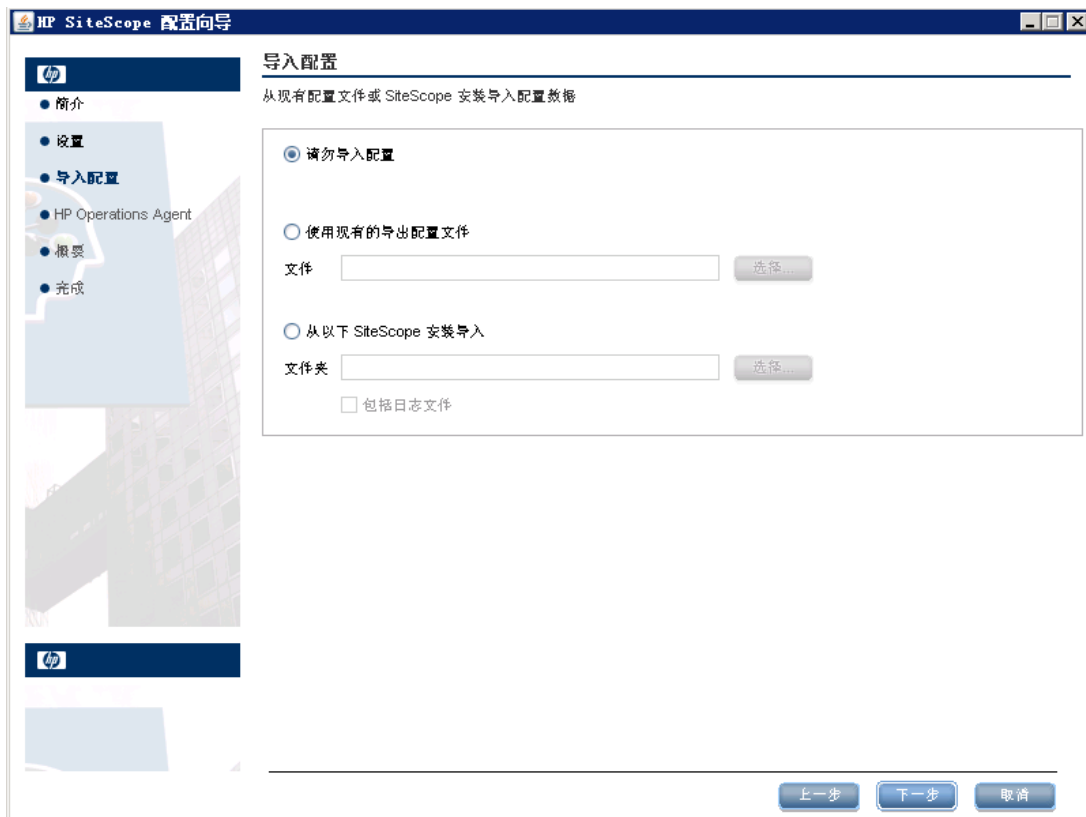 HP SiteScope 配置向导
hp
简介
设置
导入配置
HP Operations Agent
概要
完成
hp
导入配置
从现有配置文件或 SiteScope 安装导入配置数据
请勿导入配置
使用现有的导出配置文件
文件
选择...
从以下 SiteScope 安装导入
文件夹
选择...
包括日志文件
上一步
下一步
取消